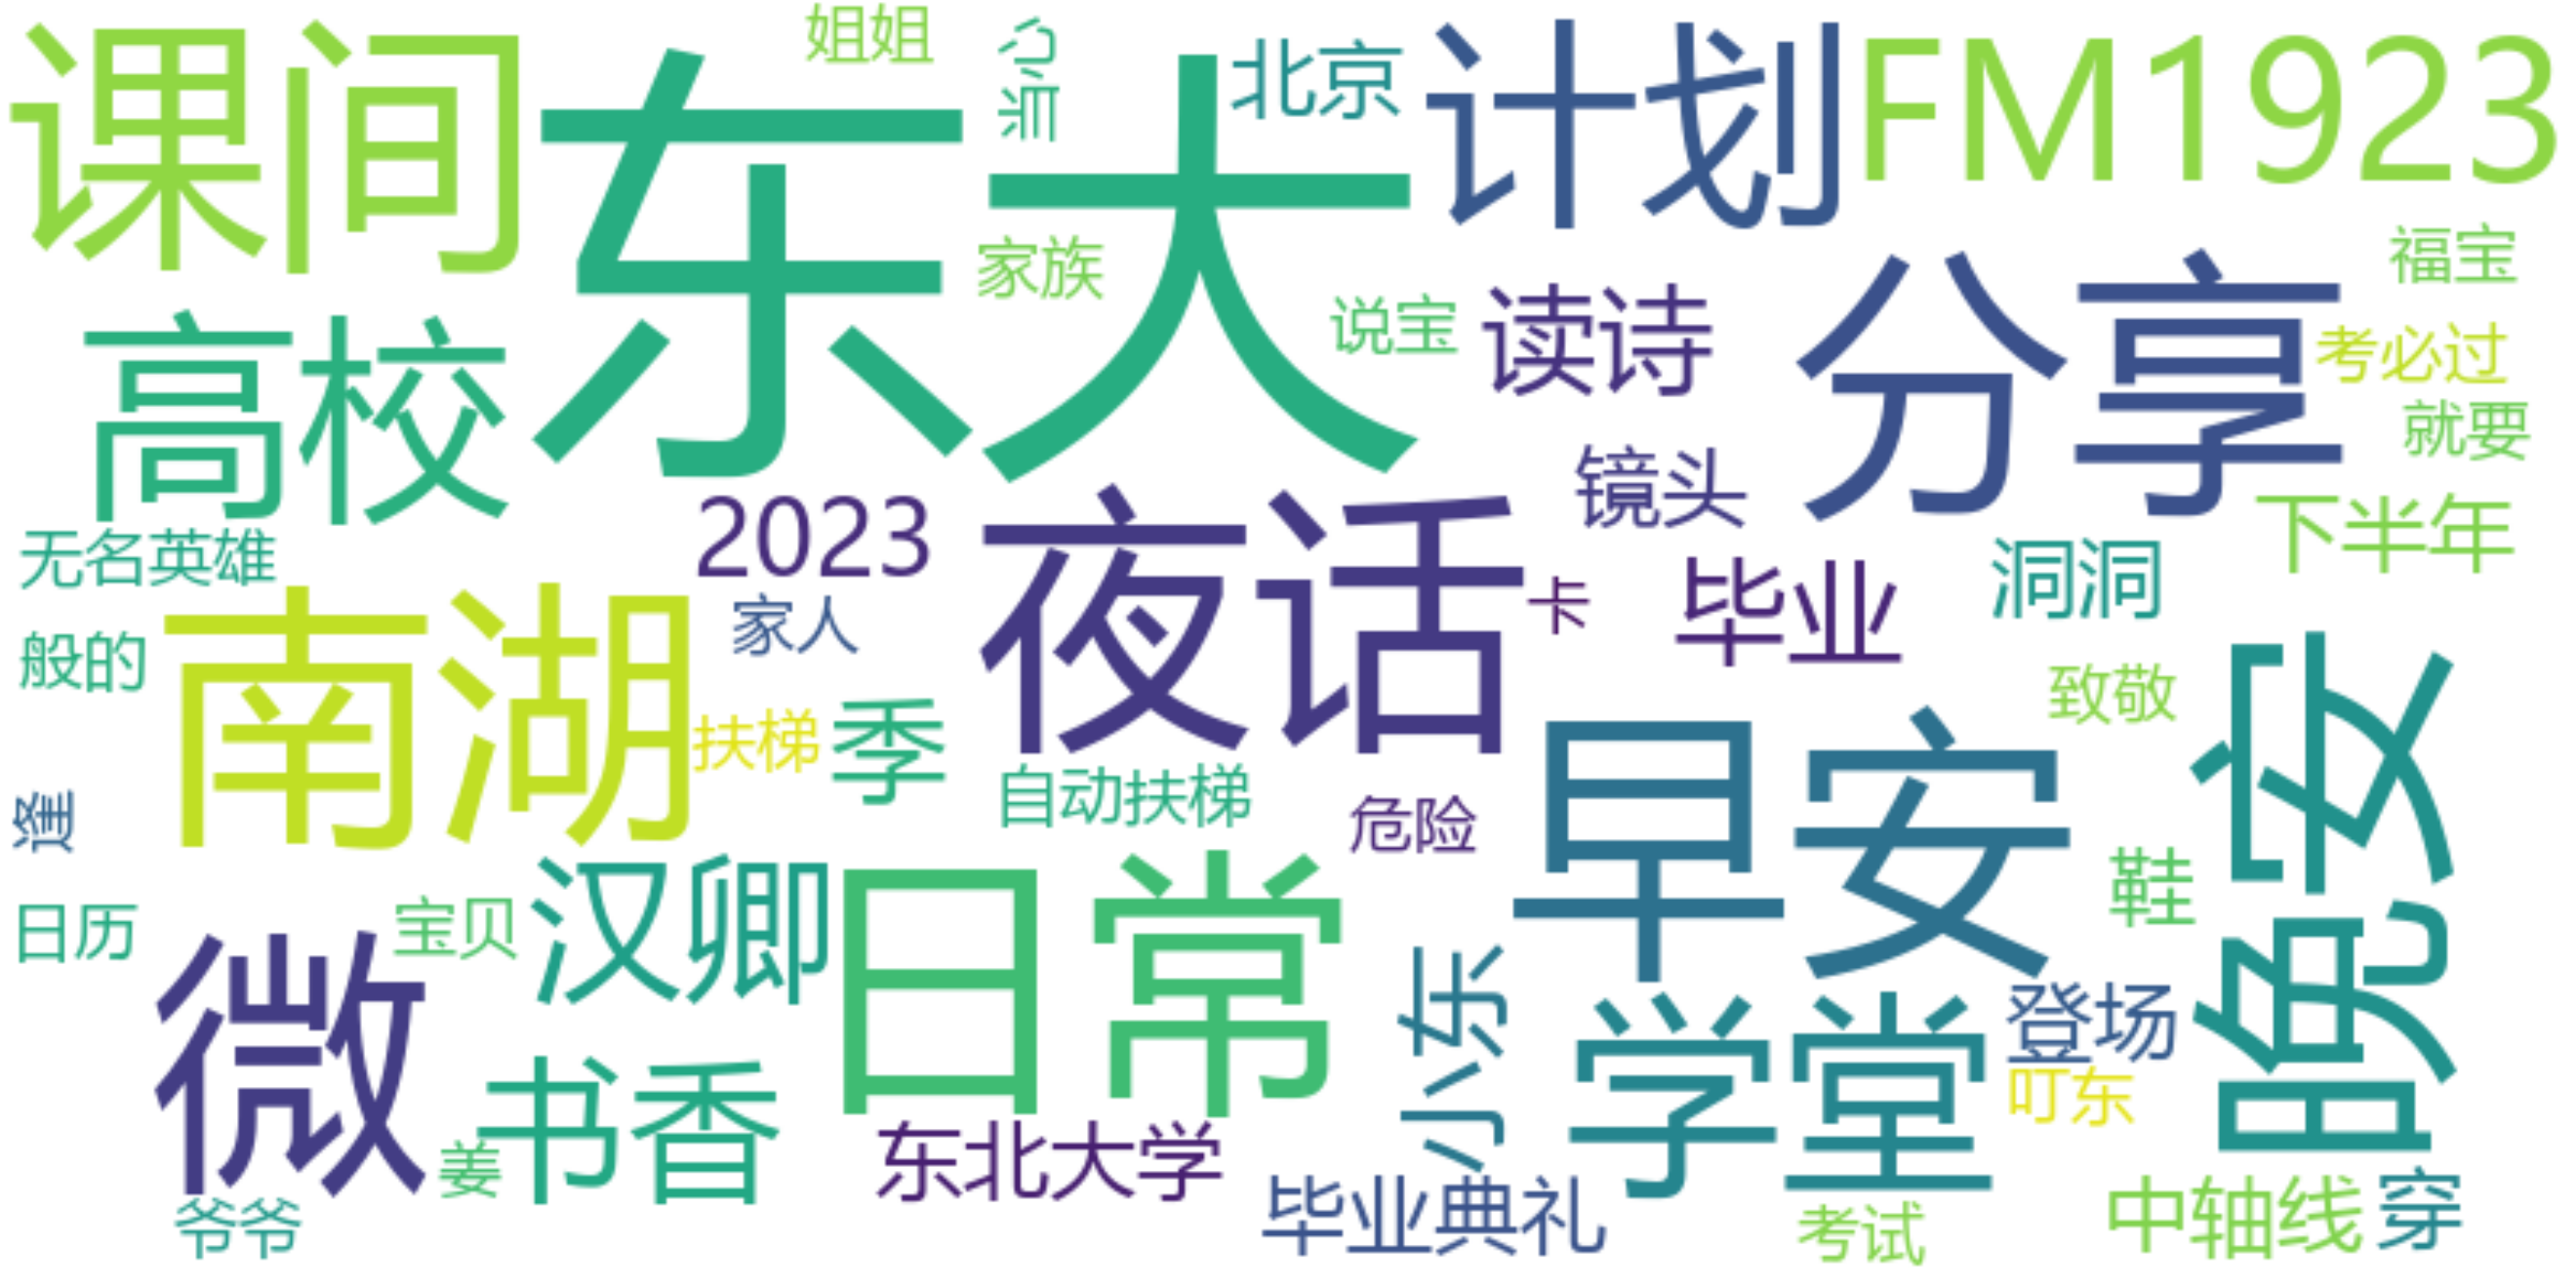 课间
东大
姐姐
当心
北京
计划
FM1923
家族
福宝
高校
说宝
读诗
分享
考必过
就要
镜头
2023
夜话
下半年
无名英雄
洞洞
南湖
家人
卡
毕业
般的
致敬
晚安
扶梯
季
自动扶梯
危险
早安
逢
日历
宝贝
汉卿
日常
鞋
微
小东
学堂
登场
叮东
书香
姜
东北大学
毕业典礼
爷爷
考试
中轴线
穿